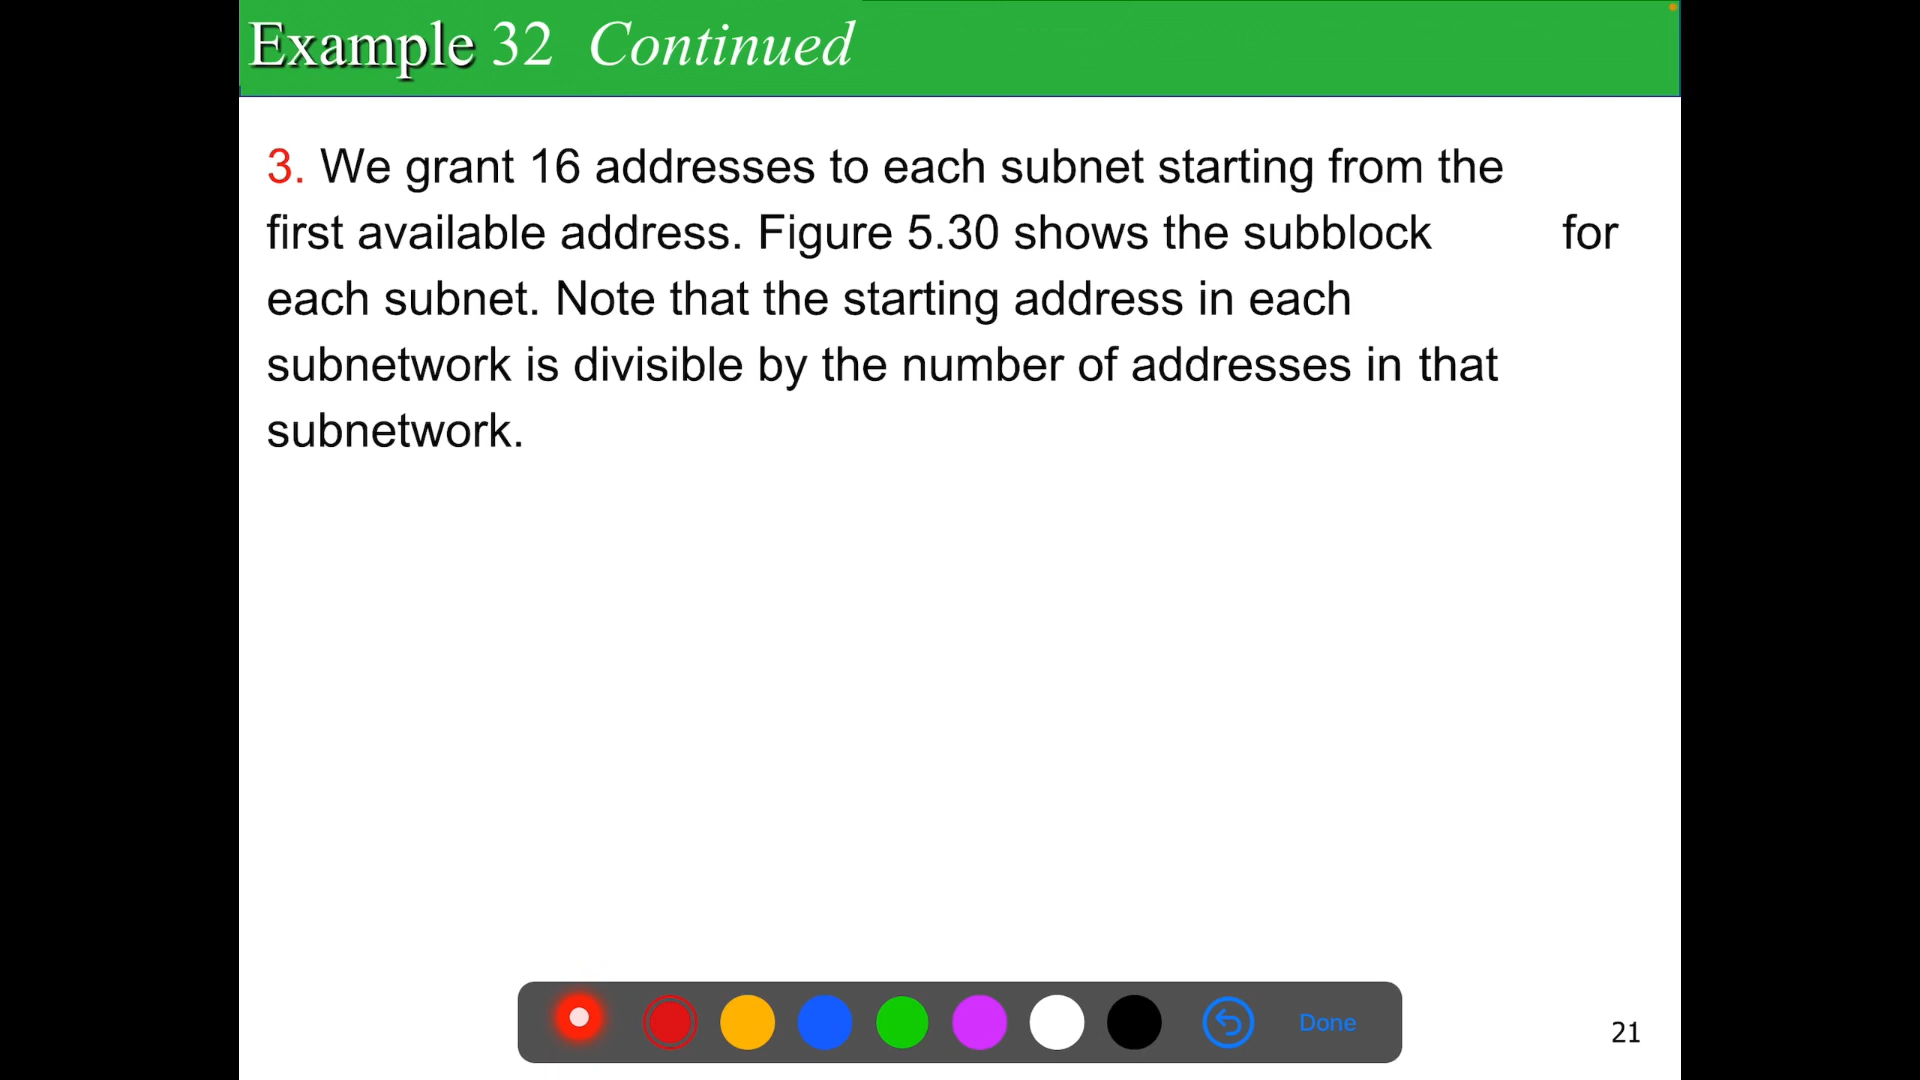 Example 32 Continued
3. We grant 16 addresses to each subnet starting from the
first available address. Figure 5.30 shows the subblock for
each subnet. Note that the starting address in each
subnetwork is divisible by the number of addresses in that
subnetwork.
Done
21